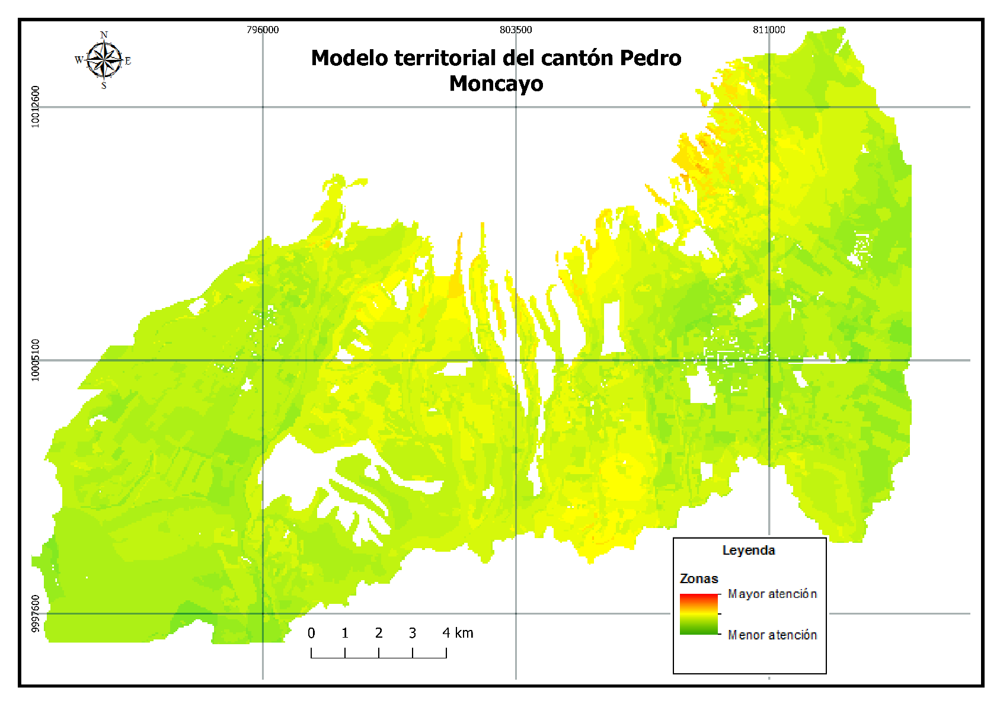 796000
803500
811000
N
W E
S
Modelo territorial del cantón Pedro
Moncayo
10012600
10005100
9997600
0 1 2 3 4 km
Leyenda
Zonas
Mayor atención
Menor atención